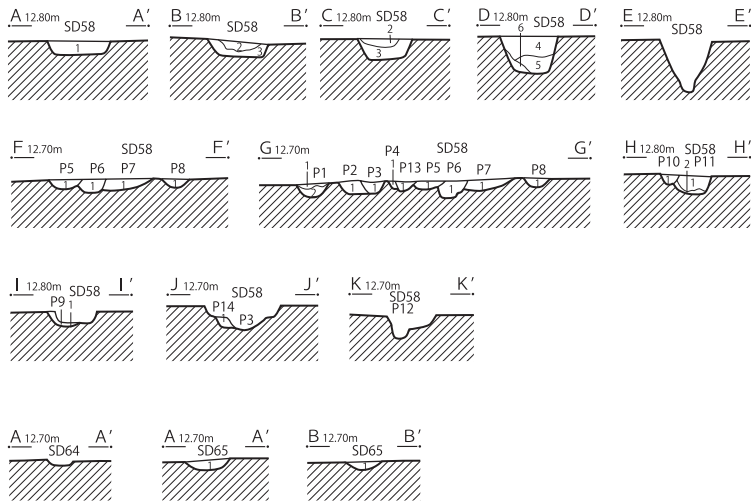 A 12.80m SD58 A′
1
B 12.80m SD58 B′
2 3
C 12.80m SD58 C′
2
3
D 12.80m SD58 D′
6
4
5
E 12.80m SD58 E′
F 12.70m SD58 F′
P5 P6 P7 P8
1 1 1 1
G 12.70m SD58 G′
P4
1 P1 P2 P3 1 P13 P5 P6 P7 P8
2 1 1 1 1 1 1 1
H 12.80m SD58 H′
P10 2 P11
1 1
I 12.80m SD58 I′
P9 1
J 12.70m SD58 J′
P14
1 P3
K 12.70m SD58 K′
P12
A 12.70m SD64 A′
A 12.70m SD65 A′
1
B 12.70m SD65 B′
1